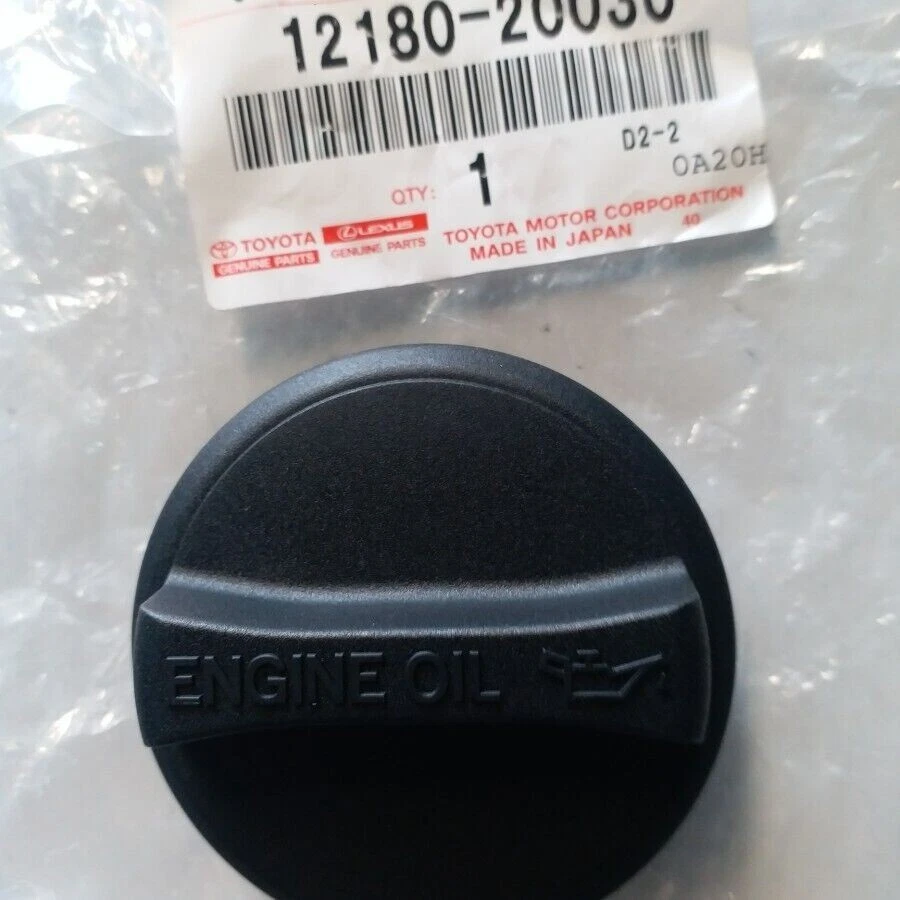 12180-20030
D2-2
0A20H
QTY: 1
TOYOTA
GENUINE PARTS
LEXUS
GENUINE PARTS
TOYOTA MOTOR CORPORATION
MADE IN JAPAN 40
ENGINE OIL